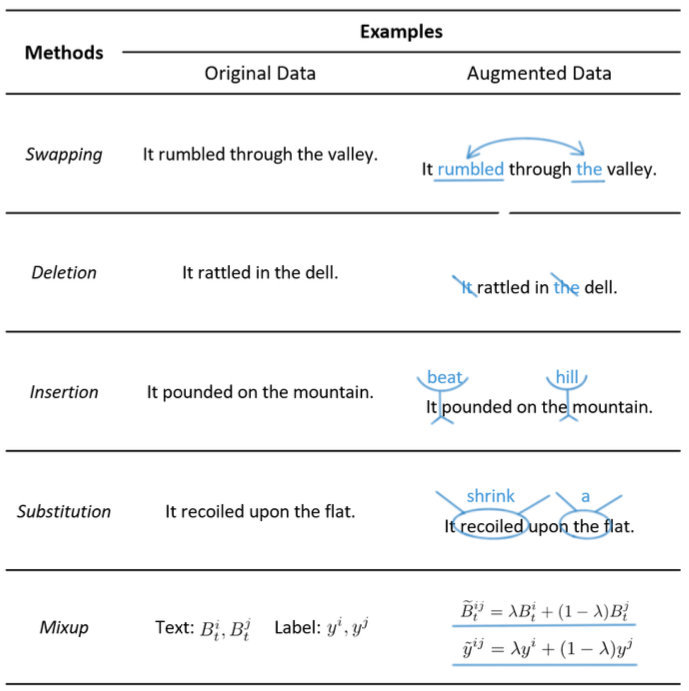 Methods
Examples
Original Data Augmented Data
Swapping It rumbled through the valley. It rumbled through the valley.
Deletion It rattled in the dell. It rattled in the dell.
beat hill
Insertion It pounded on the mountain. It pounded on the mountain.
shrink a
Substitution It recoiled upon the flat. It recoiled upon the flat.
Mixup Text: $B_t^i, B_t^j$ Label: $y^i, y^j$ $\widetilde{B}_t^{ij} = \lambda B_t^i + (1 - \lambda) B_t^j$
$\tilde{y}^{ij} = \lambda y^i + (1 - \lambda) y^j$